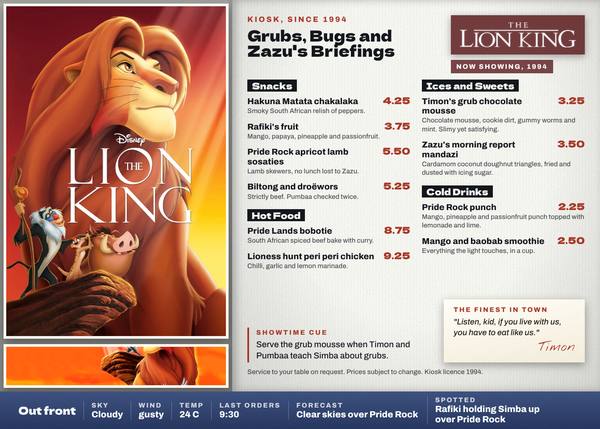 Disney
THE
LION
KING
KIOSK, SINCE 1994
Grubs, Bugs and
Zazu's Briefings
THE
LION KING
NOW SHOWING, 1994
Snacks
Hakuna Matata chakalaka 4.25
Smoky South African relish of peppers.
Rafiki's fruit 3.75
Mango, papaya, pineapple and passionfruit.
Pride Rock apricot lamb 5.50
sosaties
Lamb skewers, no lunch lost to Zazu.
Biltong and droëwors 5.25
Strictly beef. Pumbaa checked twice.
Hot Food
Pride Lands bobotie 8.75
South African spiced beef bake with curry.
Lioness hunt peri peri chicken 9.25
Chilli, garlic and lemon marinade.
Ices and Sweets
Timon's grub chocolate 3.25
mousse
Chocolate mousse, cookie dirt, gummy worms and
mint. Slimy yet satisfying.
Zazu's morning report 3.50
mandazi
Cardamom coconut doughnut triangles, fried and
dusted with icing sugar.
Cold Drinks
Pride Rock punch 2.25
Mango, pineapple and passionfruit punch topped with
lemonade and lime.
Mango and baobab smoothie 2.50
Everything the light touches, in a cup.
SHOWTIME CUE
Serve the grub mousse when Timon and
Pumbaa teach Simba about grubs.
THE FINEST IN TOWN
"Listen, kid, if you live with us,
you have to eat like us."
Timon
Service to your table on request. Prices subject to change. Kiosk licence 1994.
Out front
SKY
Cloudy
WIND
gusty
TEMP
24 C
LAST ORDERS
9:30
FORECAST
Clear skies over Pride Rock
SPOTTED
Rafiki holding Simba up
over Pride Rock